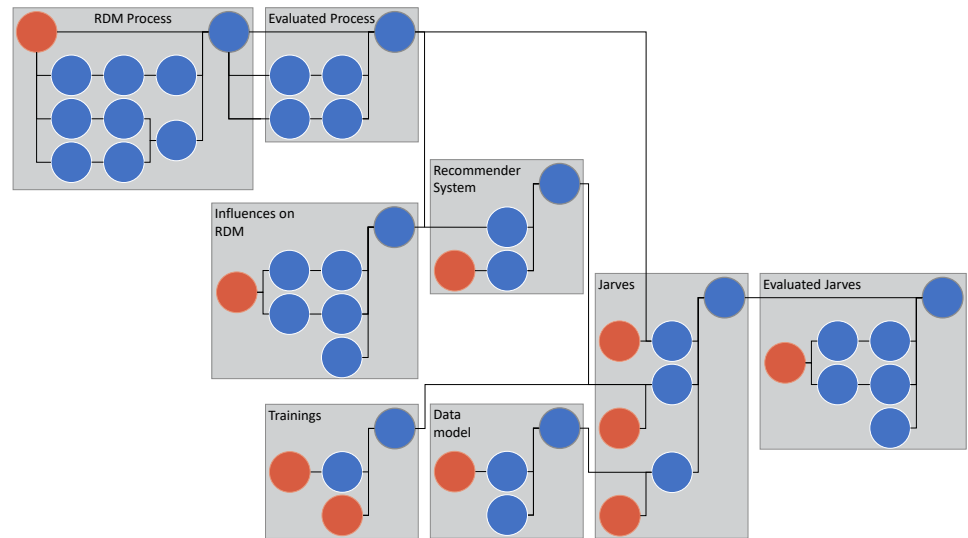 RDM Process
Evaluated Process
Recommender
System
Influences on
RDM
Jarves
Evaluated Jarves
Trainings
Data
model